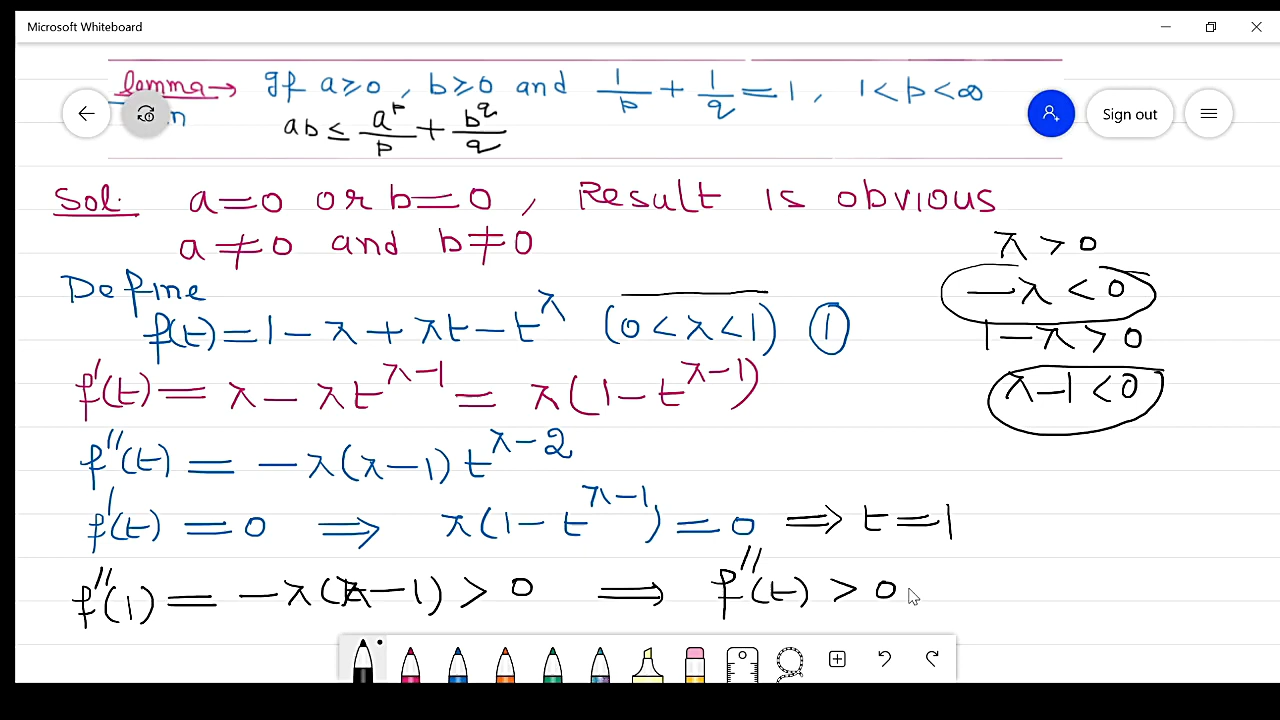 Microsoft Whiteboard
Lemma → If a ≥ 0, b ≥ 0 and 1/p + 1/q = 1, 1 < p < ∞
ab ≤ a^p/p + b^q/q
Sign out
Sol. a = 0 or b = 0, Result is obvious
a ≠ 0 and b ≠ 0
Define
f(t) = 1 - λ + λt - t^λ (0 < λ < 1) ①
f'(t) = λ - λt^(λ-1) = λ(1 - t^(λ-1))
f''(t) = -λ(λ-1) t^(λ-2)
f'(t) = 0 ⟹ λ(1 - t^(λ-1)) = 0 ⟹ t = 1
f''(1) = -λ(λ-1) > 0 ⟹ f''(t) > 0
λ > 0
-λ < 0
1 - λ > 0
λ - 1 < 0